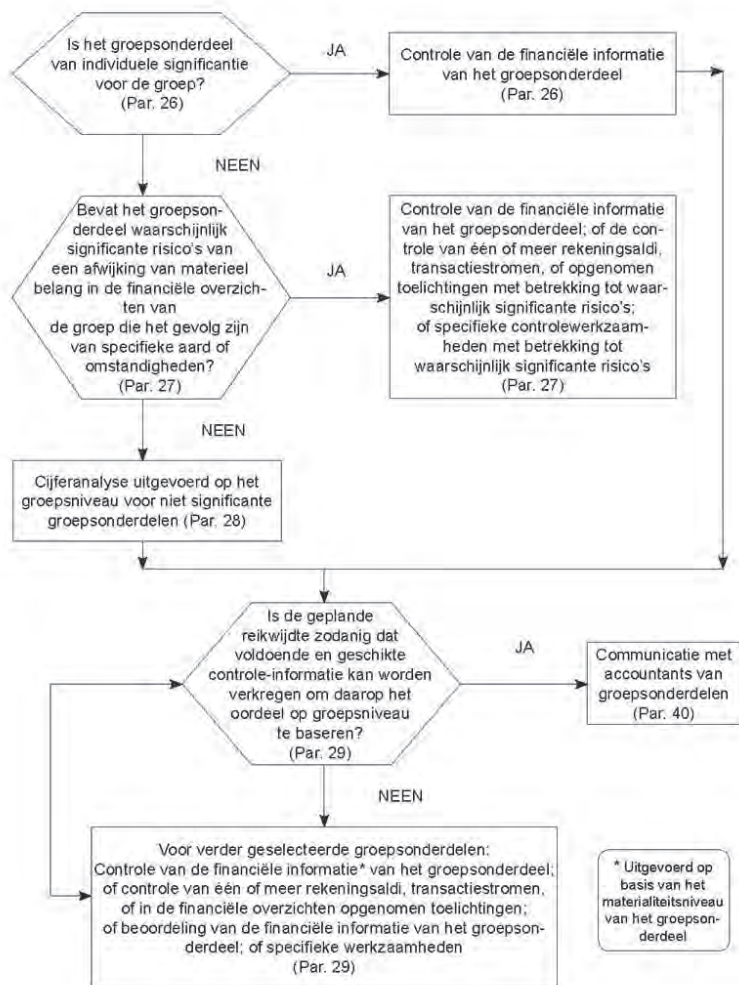 Is het groepsonderdeel
van individuele significantie
voor de groep?
(Par. 26)
JA
Controle van de financiële informatie
van het groepsonderdeel
(Par. 26)
NEEN
Bevat het groepson-
derdeel waarschijnlijk
significante risico's van
een afwijking van materieel
belang in de financiële overzich-
ten van
de groep die het gevolg zijn
van specifieke aard of
omstandigheden?
(Par. 27)
JA
Controle van de financiële informatie
van het groepsonderdeel; of de con-
trole van één of meer rekeningsaldi,
transactiestromen, of opgenomen
toelichtingen met betrekking tot waar-
schijnlijk significante risico's;
of specifieke controlewerkzaam-
heden met betrekking tot
waarschijnlijk significante risico's
(Par. 27)
NEEN
Cijferanalyse uitgevoerd op het
groepsniveau voor niet significante
groepsonderdelen (Par. 28)
Is de geplande
reikwijdte zodanig dat
voldoende en geschikte
controle-informatie kan worden
verkregen om daarop het
oordeel op groepsniveau
te baseren?
(Par. 29)
JA
Communicatie met
accountants van
groepsonderdelen
(Par. 40)
NEEN
Voor verder geselecteerde groepsonderdelen:
Controle van de financiële informatie* van het groepsonderdeel;
of controle van één of meer rekeningsaldi, transactiestromen,
of in de financiële overzichten opgenomen toelichtingen;
of beoordeling van de financiële informatie van het groepson-
derdeel; of specifieke werkzaamheden
(Par. 29)
* Uitgevoerd op
basis van het
materialiteitsniveau
van het groepson-
derdeel